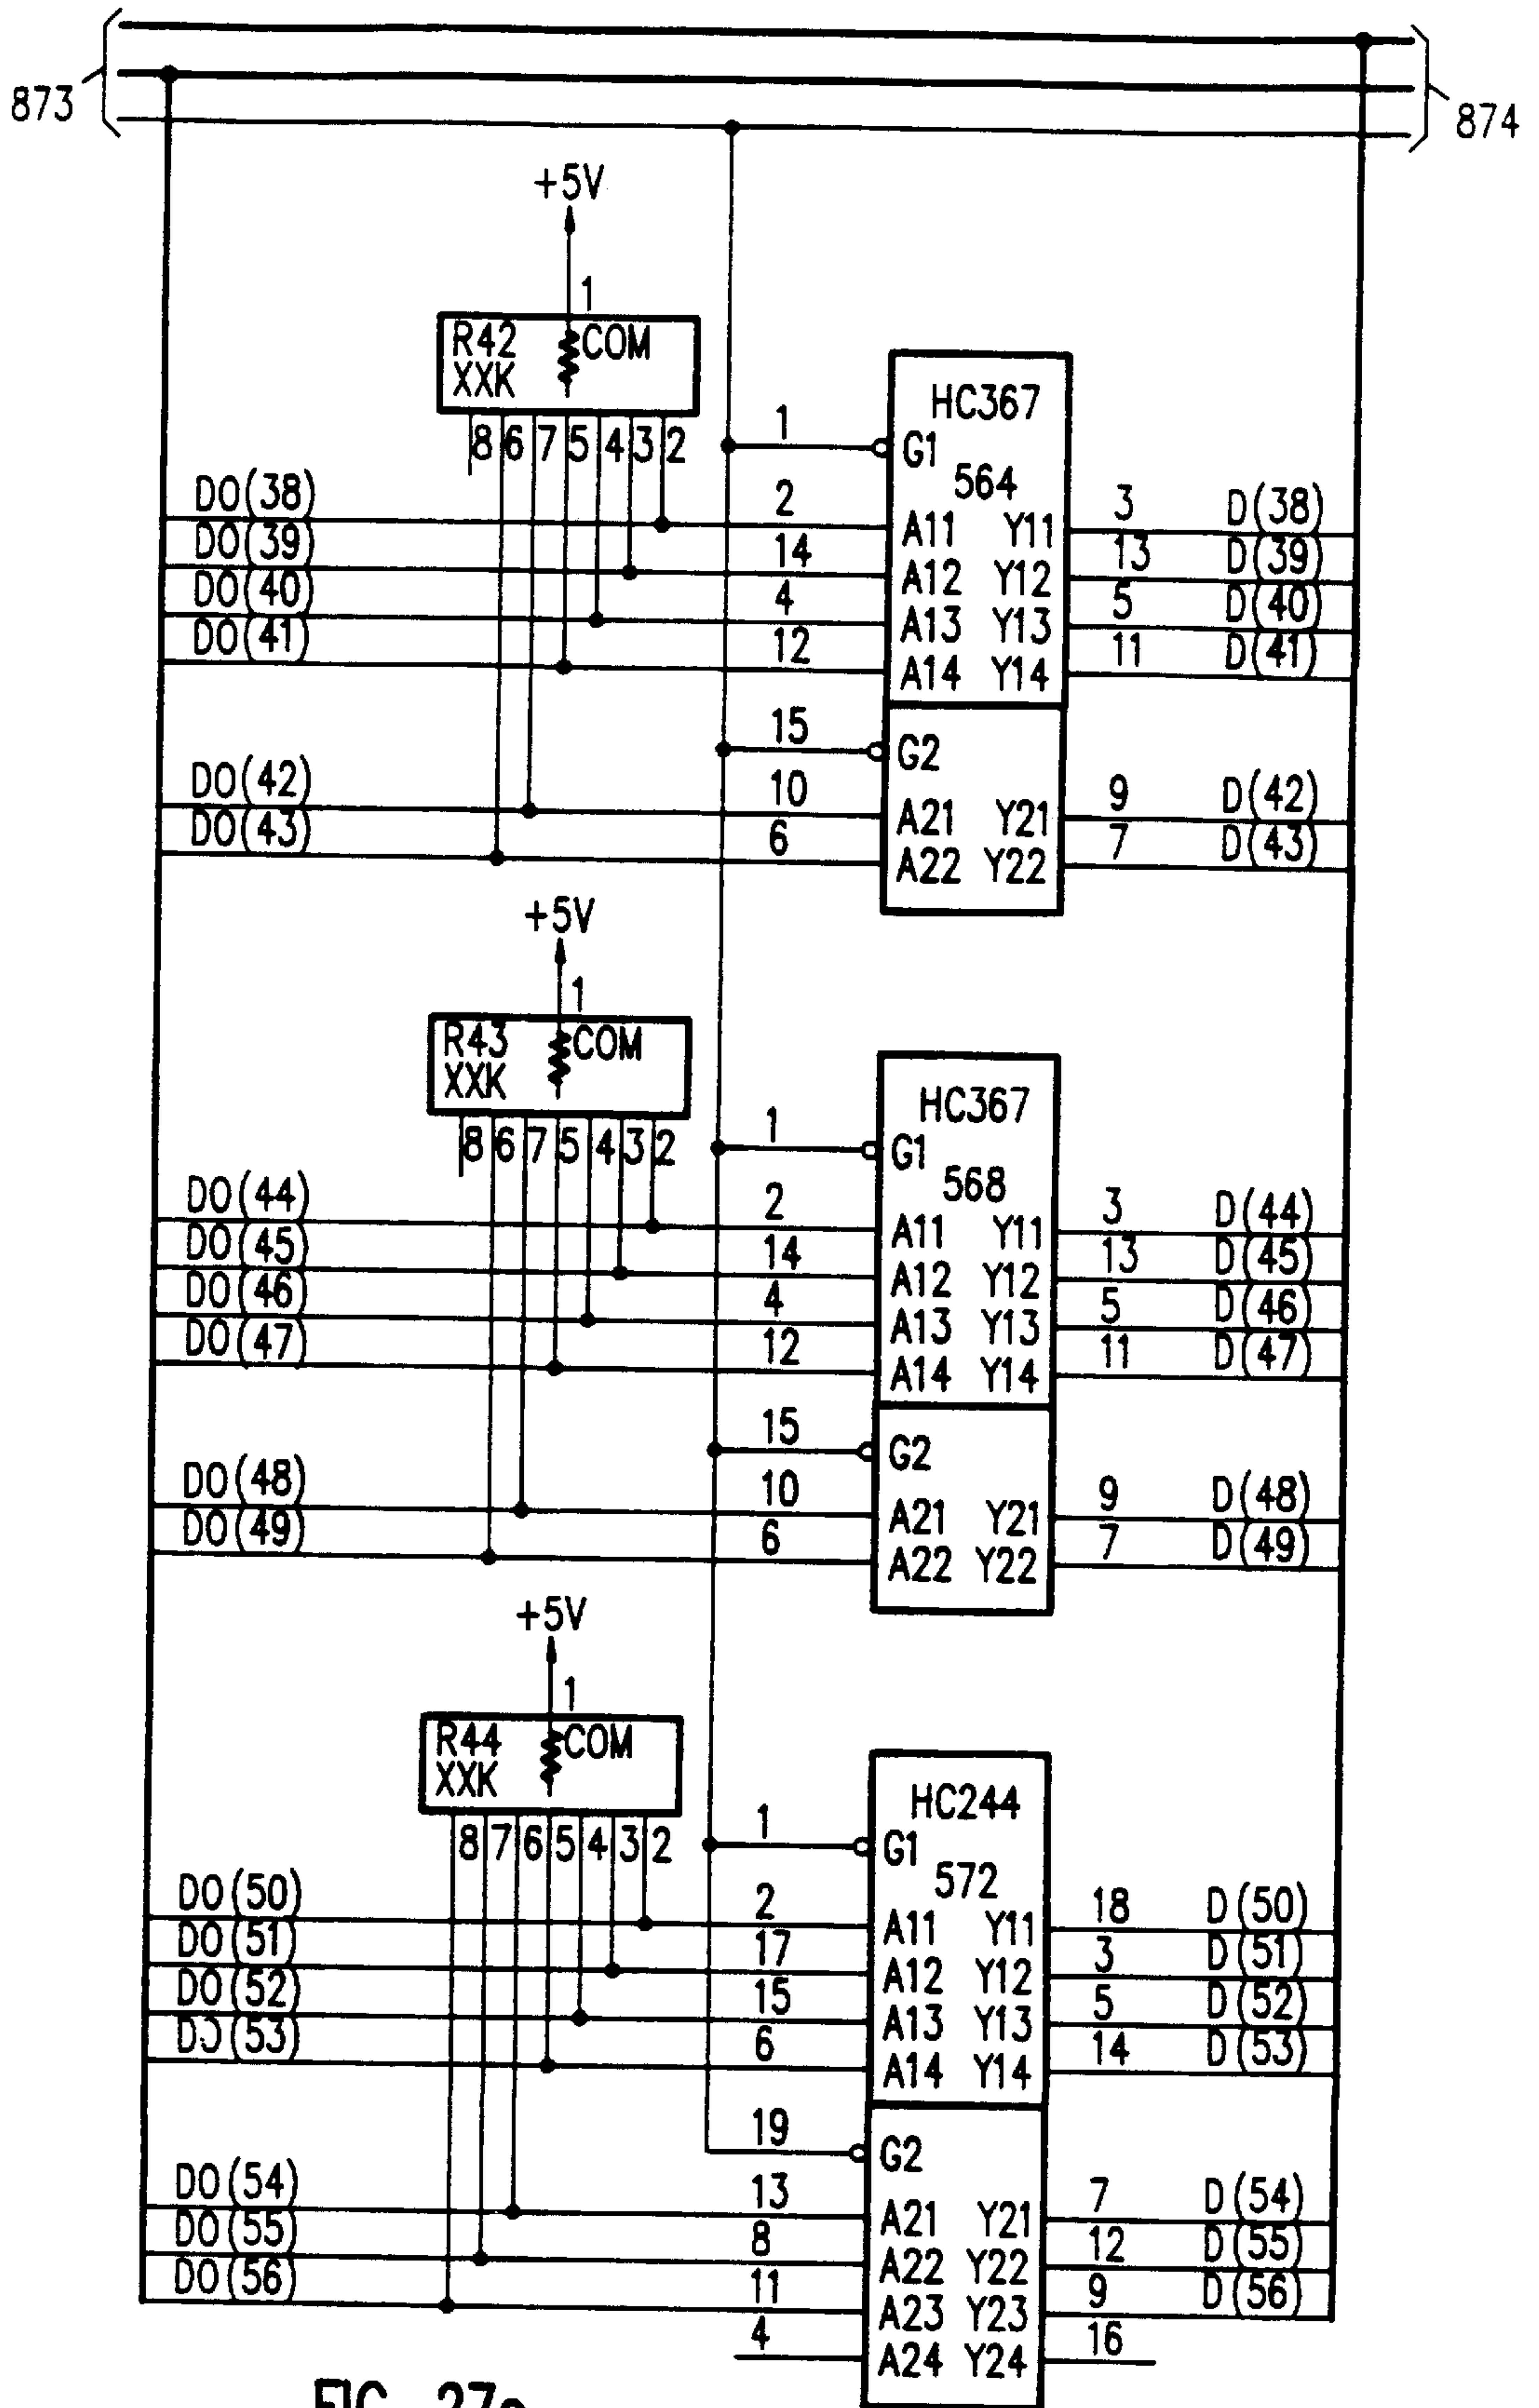 873
874
+5V
1
R42 COM
XXK
8 6 7 5 4 3 2
HC367
1 G1
564
DO(38) 2 A11 Y11 3 D(38)
DO(39) 14 A12 Y12 13 D(39)
DO(40) 4 A13 Y13 5 D(40)
DO(41) 12 A14 Y14 11 D(41)
15 G2
DO(42) 10 A21 Y21 9 D(42)
DO(43) 6 A22 Y22 7 D(43)
+5V
1
R43 COM
XXK
8 6 7 5 4 3 2
HC367
1 G1
568
DO(44) 2 A11 Y11 3 D(44)
DO(45) 14 A12 Y12 13 D(45)
DO(46) 4 A13 Y13 5 D(46)
DO(47) 12 A14 Y14 11 D(47)
15 G2
DO(48) 10 A21 Y21 9 D(48)
DO(49) 6 A22 Y22 7 D(49)
+5V
1
R44 COM
XXK
8 7 6 5 4 3 2
HC244
1 G1
572
DO(50) 2 A11 Y11 18 D(50)
DO(51) 17 A12 Y12 3 D(51)
DO(52) 15 A13 Y13 5 D(52)
DO(53) 6 A14 Y14 14 D(53)
19 G2
DO(54) 13 A21 Y21 7 D(54)
DO(55) 8 A22 Y22 12 D(55)
DO(56) 11 A23 Y23 9 D(56)
4 A24 Y24 16
FIG.